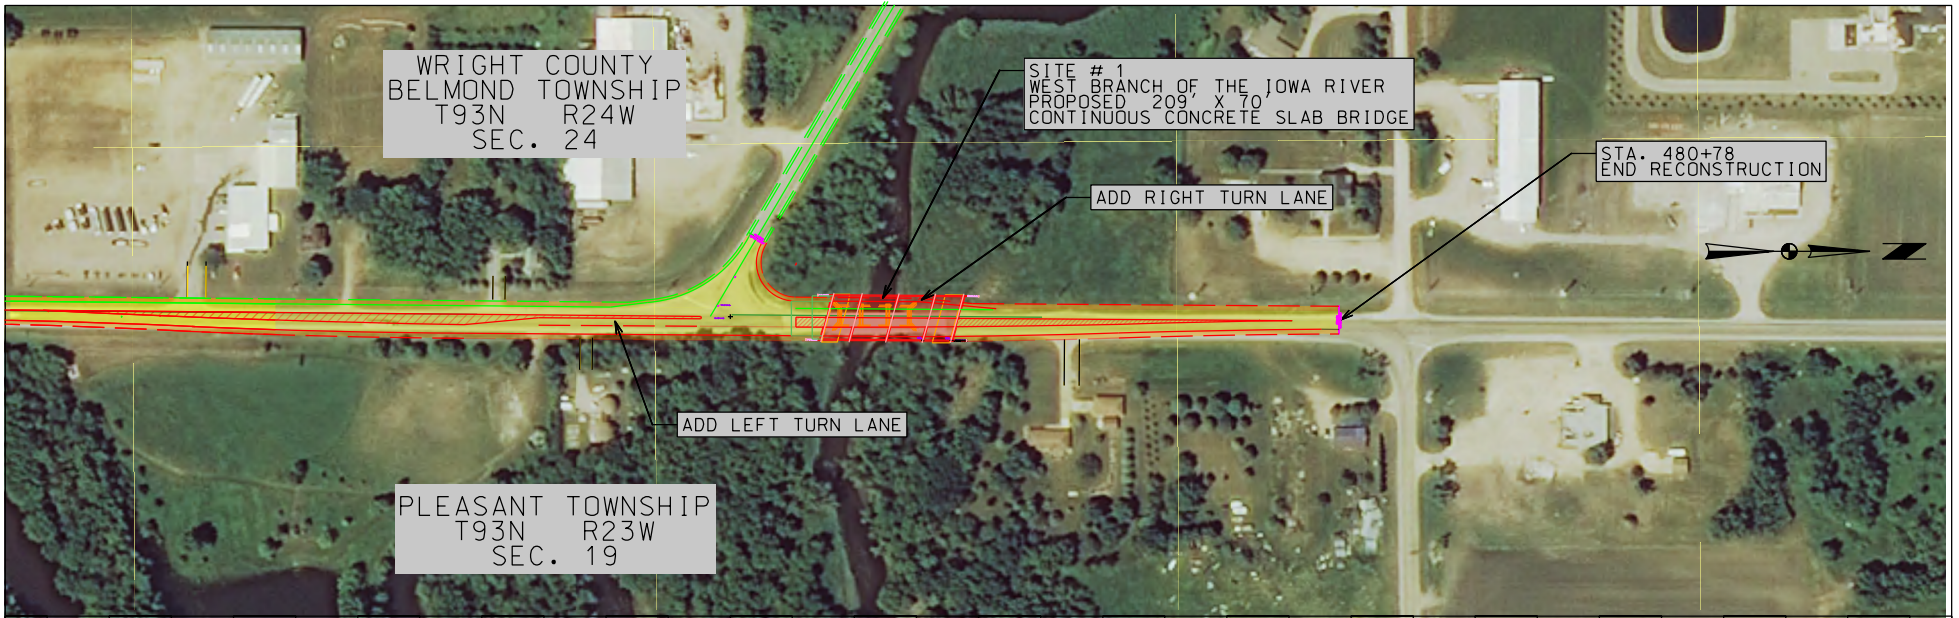 WRIGHT COUNTY
BELMOND TOWNSHIP
T93N R24W
SEC. 24
SITE # 1
WEST BRANCH OF THE IOWA RIVER
PROPOSED 209' X 70'
CONTINUOUS CONCRETE SLAB BRIDGE
STA. 480+78
END RECONSTRUCTION
ADD RIGHT TURN LANE
ADD LEFT TURN LANE
PLEASANT TOWNSHIP
T93N R23W
SEC. 19